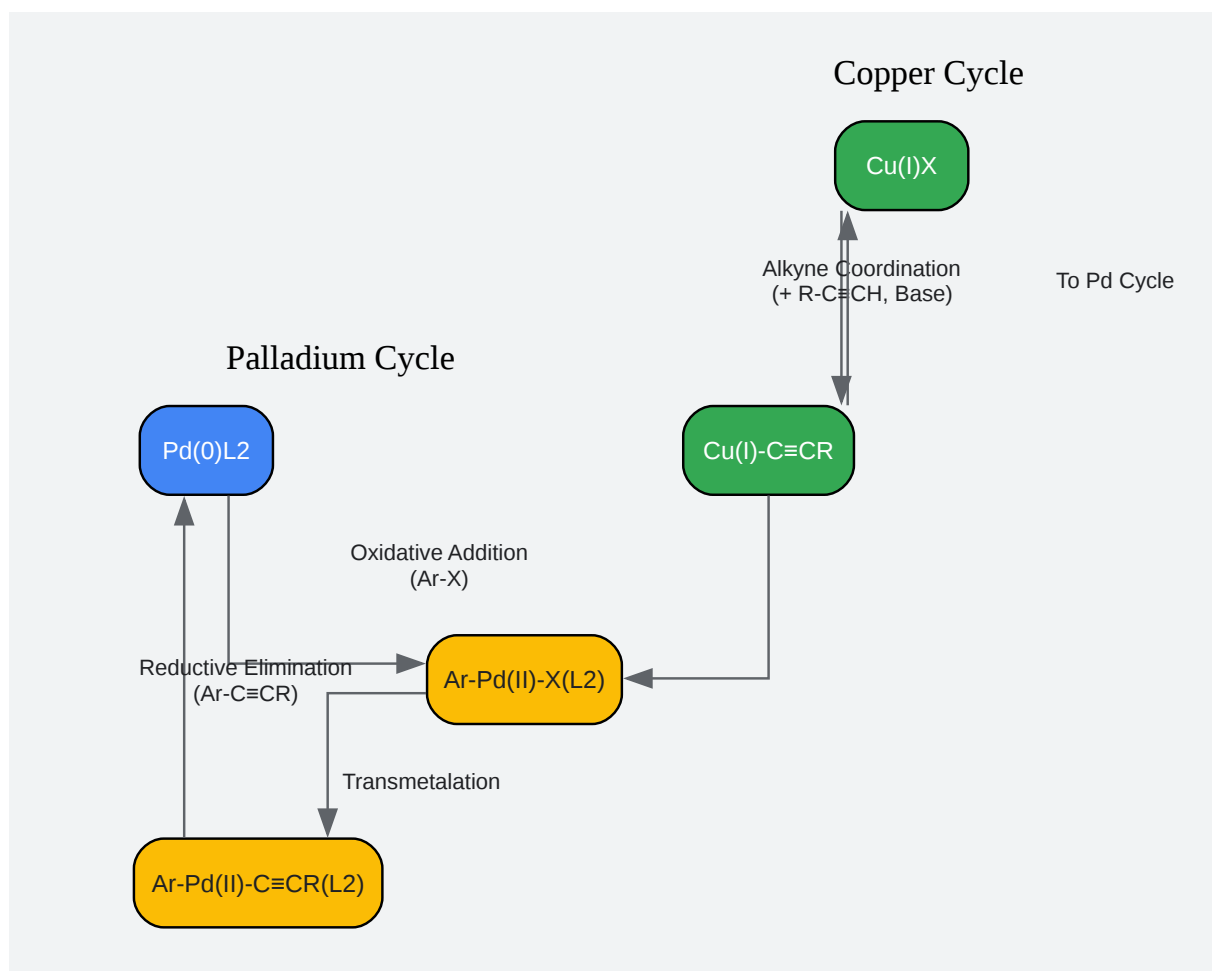 Copper Cycle
Cu(I)X
Alkyne Coordination
(+ R-C≡CH, Base)
To Pd Cycle
Palladium Cycle
Pd(0)L2
Cu(I)-C≡CR
Oxidative Addition
(Ar-X)
Reductive Elimination
(Ar-C≡CR)
Ar-Pd(II)-X(L2)
Transmetalation
Ar-Pd(II)-C≡CR(L2)